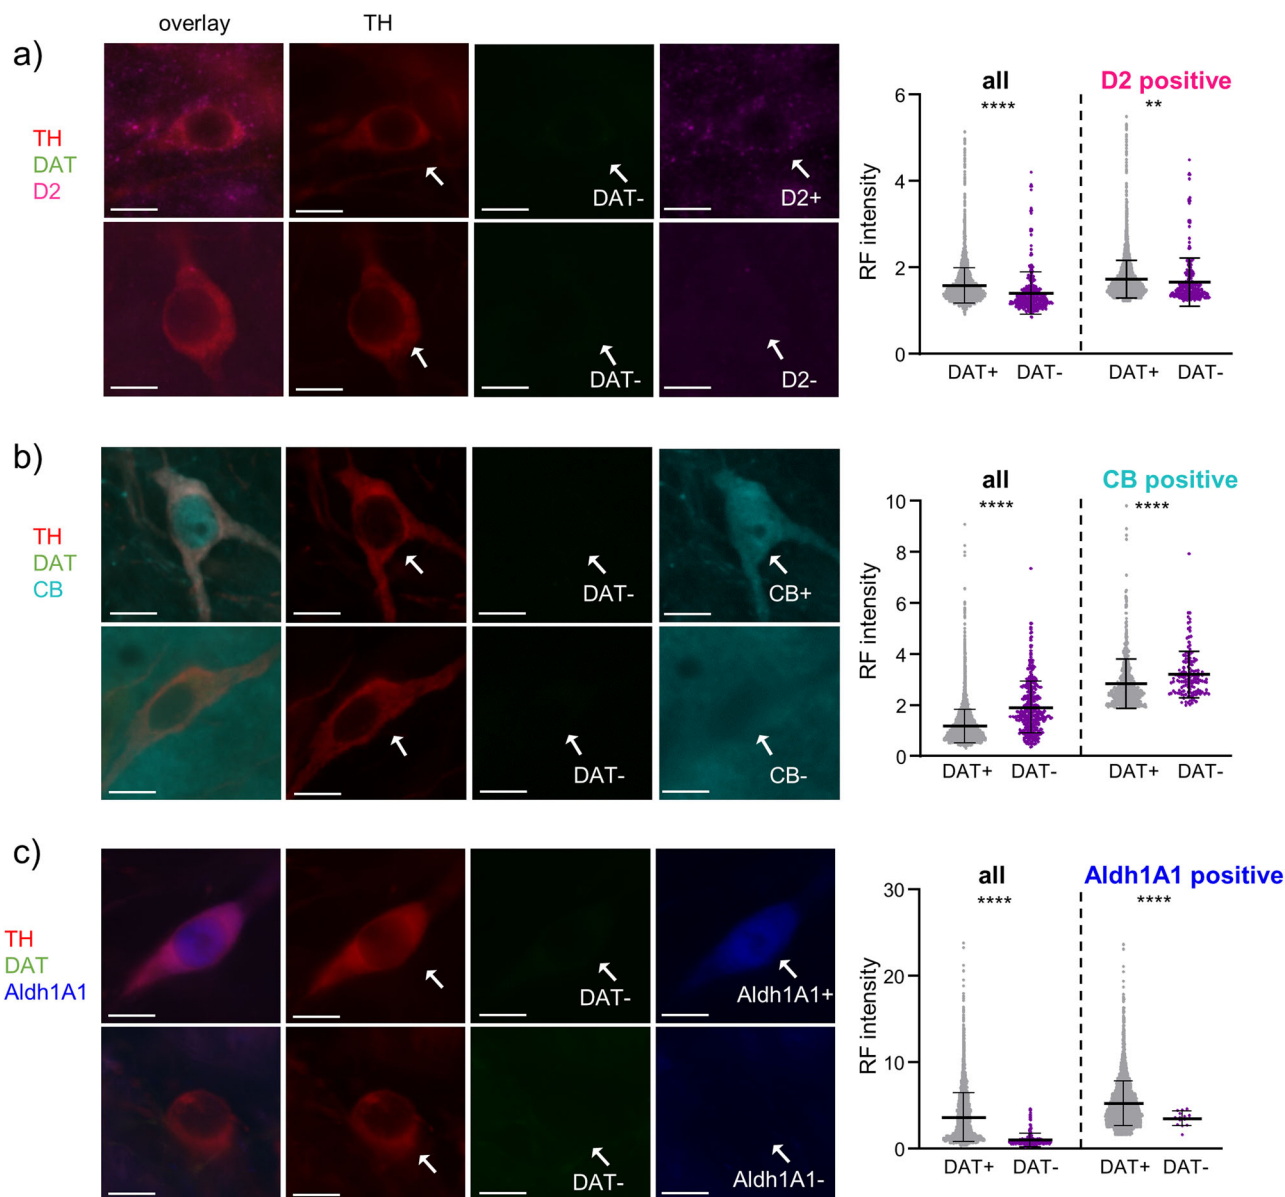 overlay TH
a)
TH
DAT
D2
DAT- D2+
DAT- D2-
all D2 positive
**** **
RF intensity
6
4
2
0
DAT+ DAT- DAT+ DAT-
b)
TH
DAT
CB
DAT- CB+
DAT- CB-
all CB positive
**** ****
RF intensity
10
8
6
4
2
0
DAT+ DAT- DAT+ DAT-
c)
TH
DAT
Aldh1A1
DAT- Aldh1A1+
DAT- Aldh1A1-
all Aldh1A1 positive
**** ****
RF intensity
30
20
10
0
DAT+ DAT- DAT+ DAT-